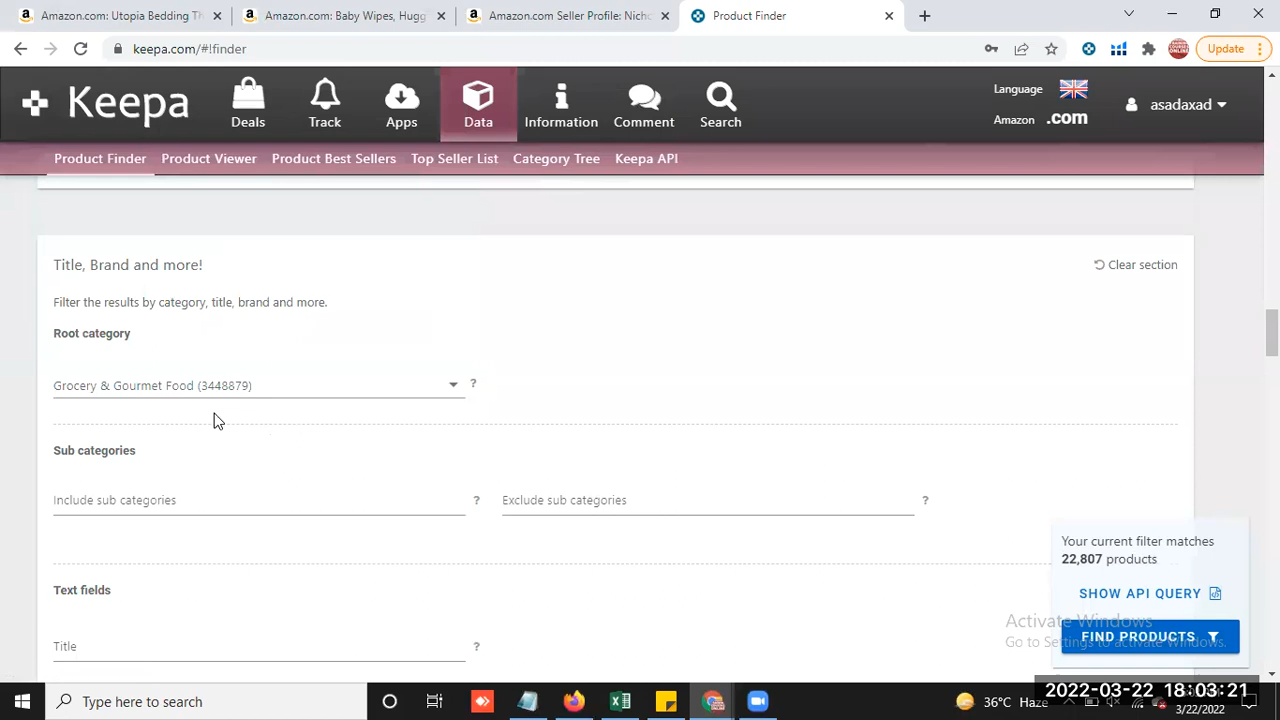 Amazon.com: Utopia Bedding Th
Amazon.com: Baby Wipes, Hugg
Amazon.com Seller Profile: Nicho
Product Finder
keepa.com/#!finder
Update
Keepa
Deals
Track
Apps
Data
Information
Comment
Search
Language
Amazon .com
asadaxad
Product Finder
Product Viewer
Product Best Sellers
Top Seller List
Category Tree
Keepa API
Title, Brand and more!
Clear section
Filter the results by category, title, brand and more.
Root category
Grocery & Gourmet Food (3448879)
?
Sub categories
Include sub categories
?
Exclude sub categories
?
Your current filter matches
22,807 products
SHOW API QUERY
Text fields
Activate Windows
FIND PRODUCTS
Go to Settings to activate Windows.
Title
?
Type here to search
36°C Haze
2022-03-22 18:03:21
3/22/2022